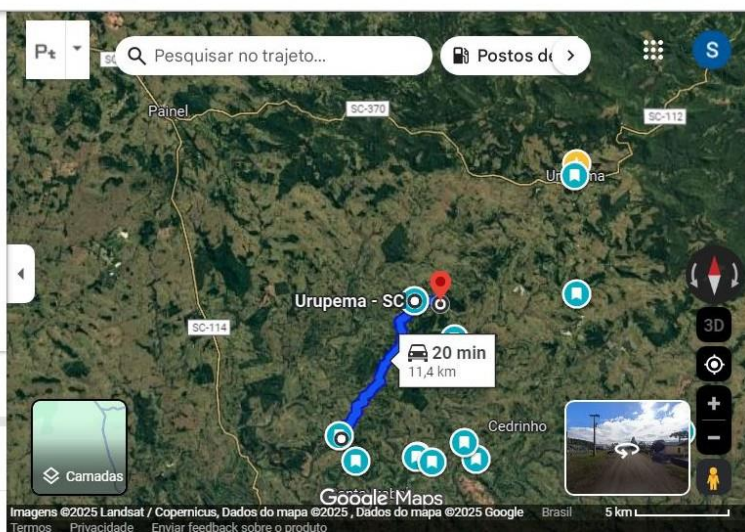 Pt
Pesquisar no trajeto...
Postos de
S
Painel
SC-370
SC-112
Urupema - SC
SC-114
20 min
11,4 km
3D
Cedrinho
Camadas
Google Maps
Imagens ©2025 Landsat / Copernicus, Dados do mapa ©2025 , Dados do mapa ©2025 Google Brasil 5 km
Termos Privacidade Enviar feedback sobre o produto